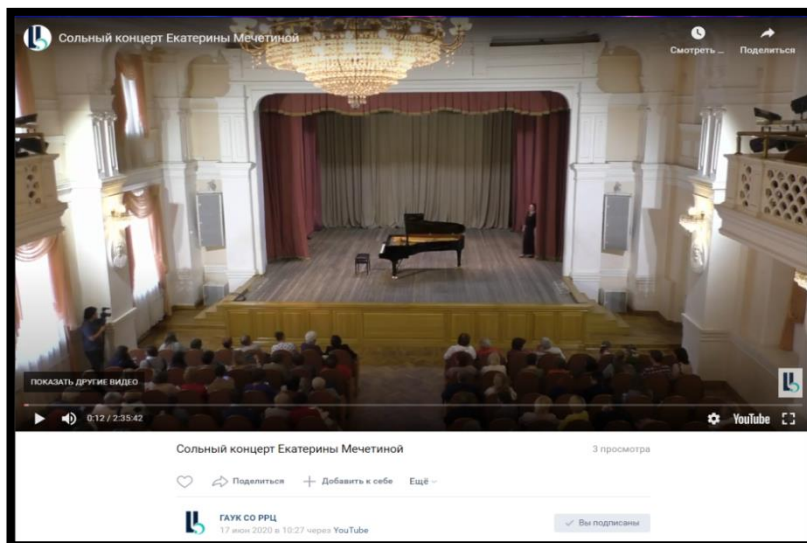 Сольный концерт Екатерины Мечетиной
Смотреть ...
Поделиться
ПОКАЗАТЬ ДРУГИЕ ВИДЕО
0:12 / 2:35:42
YouTube
Сольный концерт Екатерины Мечетиной
3 просмотра
Поделиться
Добавить к себе
Ещё
ГАУК СО РРЦ
17 июн 2020 в 10:27 через YouTube
Вы подписаны